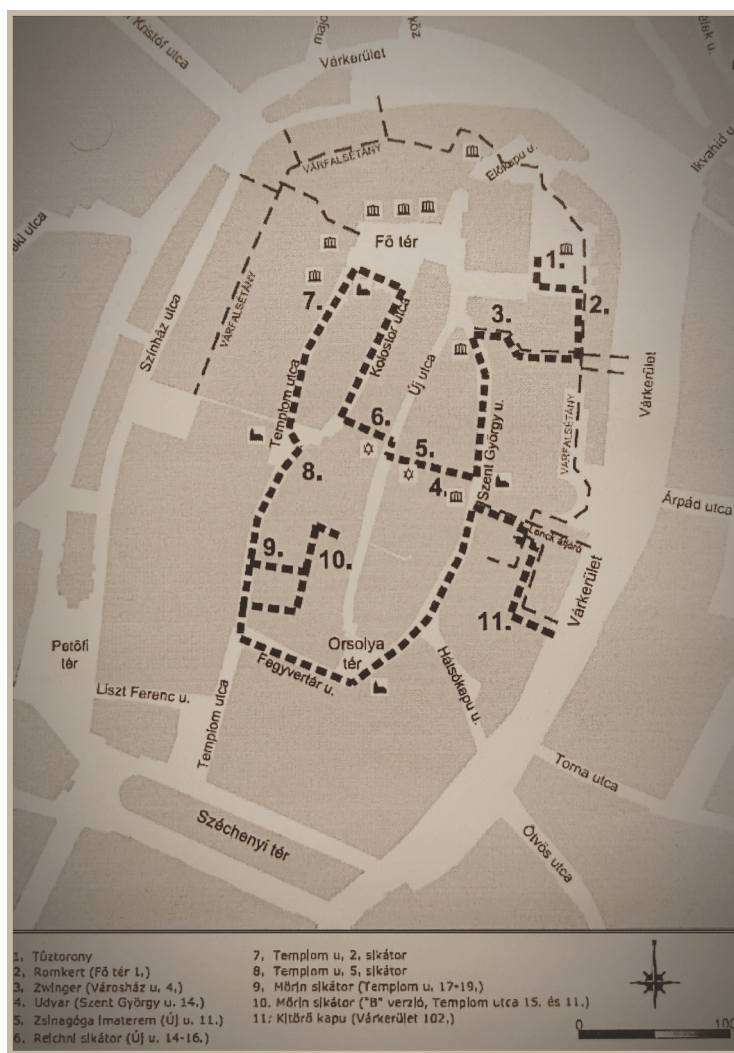 Kristóf utca
Várkerület
Ikvahíd u.
VÁRFALSÉTÁNY
Előkapu u.
Fő tér
1.
2.
3.
7.
Színház utca
VÁRFALSÉTÁNY
Kolostor utca
Új utca
Várkerület
Templom utca
6.
5.
4.
Szent György u.
VÁRFALSÉTÁNY
8.
Árpád utca
Lenck átjáró
9.
10.
11.
Várkerület
Petőfi
tér
Orsolya
tér
Fegyvertár u.
Hátsókapu u.
Liszt Ferenc u.
Templom utca
Torna utca
Széchenyi tér
Ötvös utca
1. Tűztorony
2. Romkert (Fő tér 1.)
3. Zwinger (Városház u. 4.)
4. Udvar (Szent György u. 14.)
5. Zsinagóga imaterem (Új u. 11.)
6. Reichni sikátor (Új u. 14-16.)
7. Templom u. 2. sikátor
8. Templom u. 5. sikátor
9. Mörin sikátor (Templom u. 17-19.)
10. Mörin sikátor ("B" verzió, Templom utca 15. és 11.)
11. Kitörő kapu (Várkerület 102.)
0
100